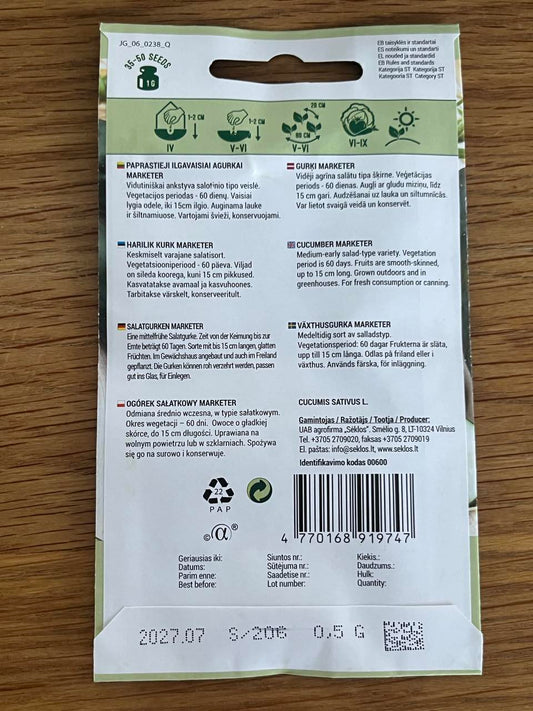 JG_06_0238_Q
EB taisyklės ir standartai
ES noteikumi un standarti
EL nouded ja standardid
EB Rules and standards
Kategorija ST Kategorija ST
Kategooria ST Category ST
35-50 SEEDS
1 G
1-2 CM
1-2 CM
20 CM
60 CM
IV
V-VI
V-VI
VI-IX
PAPRASTIEJI ILGAVAISIAI AGURKAI
MARKETER
Vidutiniškai ankstyva salotinio tipo veislė.
Vegetacijos periodas - 60 dienų. Vaisiai
lygia odele, iki 15cm ilgio. Auginama lauke
ir šiltnamiuose. Vartojami švieži, konservuojami.
GURĶI MARKETER
Vidēji agrīna salātu tipa šķirne. Veģetācijas
periods - 60 dienas. Augļi ar gludu miziņu, līdz
15 cm gari. Audzēšanai uz lauka un siltumnīcās.
Var lietot svaigā veidā un konservēt.
HARILIK KURK MARKETER
Keskmiselt varajane salatisort.
Vegetatsiooniperiood - 60 päeva. Viljad
on sileda koorega, kuni 15 cm pikkused.
Kasvatatakse avamaal ja kasvuhoones.
Tarbitakse värskelt, konserveeritult.
CUCUMBER MARKETER
Medium-early salad-type variety. Vegetation
period is 60 days. Fruits are smooth-skinned,
up to 15 cm long. Grown outdoors and in
greenhouses. For fresh consumption or canning.
SALATGURKEN MARKETER
Eine mittelfrühe Salatgurke. Zeit von der Keimung bis zur
Ernte beträgt 60 Tagen. Sorte mit bis 15 cm langen, glatten
Früchten. Im Gewächshaus angebaut und auch im Freiland
gepflanzt. Die Gurken können roh verzehrt werden, passen
gut ins Glas, für Einlegen.
VÄXTHUSGURKA MARKETER
Medeltidig sort av salladstyp.
Vegetationsperiod: 60 dagar Frukterna är släta,
upp till 15 cm långa. Odlas på friland eller i
växthus. Används färska, för inläggning.
OGÓREK SAŁATKOWY MARKETER
Odmiana średnio wczesna, w typie sałatkowym.
Okres wegetacji – 60 dni. Owoce o gładkiej
skórce, do 15 cm długości. Uprawiana na
wolnym powietrzu lub w szklarniach. Spożywa
się go na surowo i konserwuje.
CUCUMIS SATIVUS L.
Gamintojas / Ražotājs / Tootja / Producer:
UAB agrofirma „Sėklos". Smėlio g. 8, LT-10324 Vilnius
Tel. +3705 2709020, faksas +3705 2709019
El. paštas: info@seklos.lt, www.seklos.lt
Identifikavimo kodas 00600
22
PAP
©α®
4 770168 919747
Geriausias iki:
Datums:
Parim enne:
Best before:
Siuntos nr.:
Sūtējuma nr.:
Saadetise nr.:
Lot number:
Kiekis.:
Daudzums.:
Hulk:
Quantity:
2027.07 S/206 0,5 G